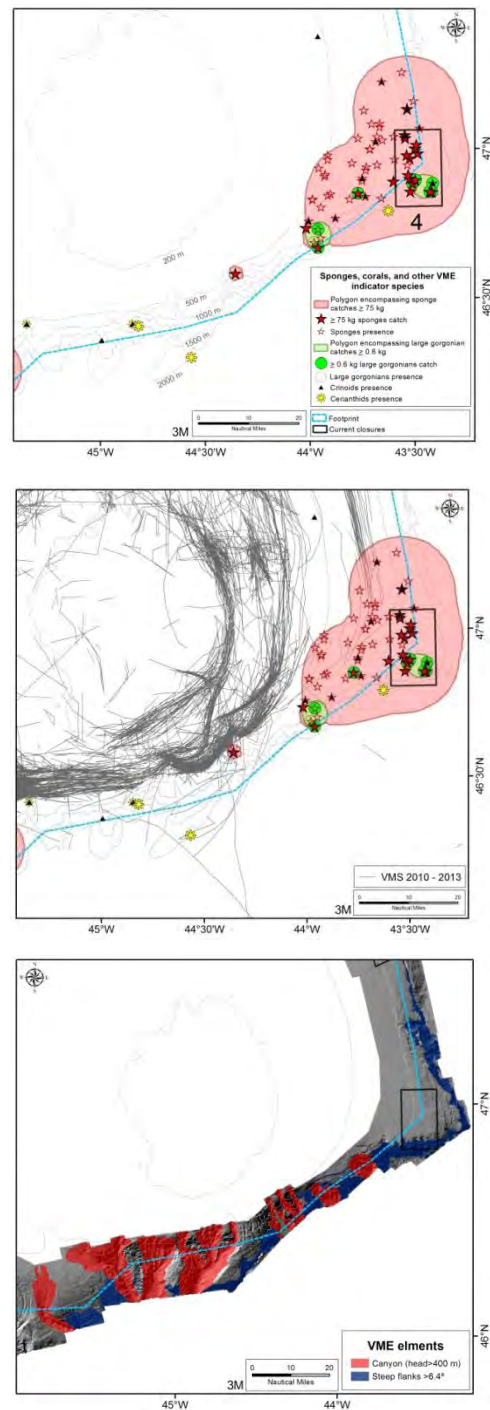 47°N
4
200 m
500 m
1000 m
1500 m
2000 m
46°30'N
Sponges, corals, and other VME
indicator species
Polygon encompassing sponge
catches ≥ 75 kg
≥ 75 kg sponges catch
Sponges presence
Polygon encompassing large gorgonian
catches ≥ 0.6 kg
≥ 0.6 kg large gorgonians catch
Large gorgonians presence
Crinoids presence
Cerianthids presence
Footprint
Current closures
0 10 20
Nautical Miles
3M
45°W 44°30'W 44°W 43°30'W
47°N
46°30'N
VMS 2010 - 2013
0 10 20
Nautical Miles
3M
45°W 44°30'W 44°W 43°30'W
47°N
46°N
VME elments
Canyon (head>400 m)
Steep flanks >6.4°
0 10 20
Nautical Miles
3M
45°W 44°W